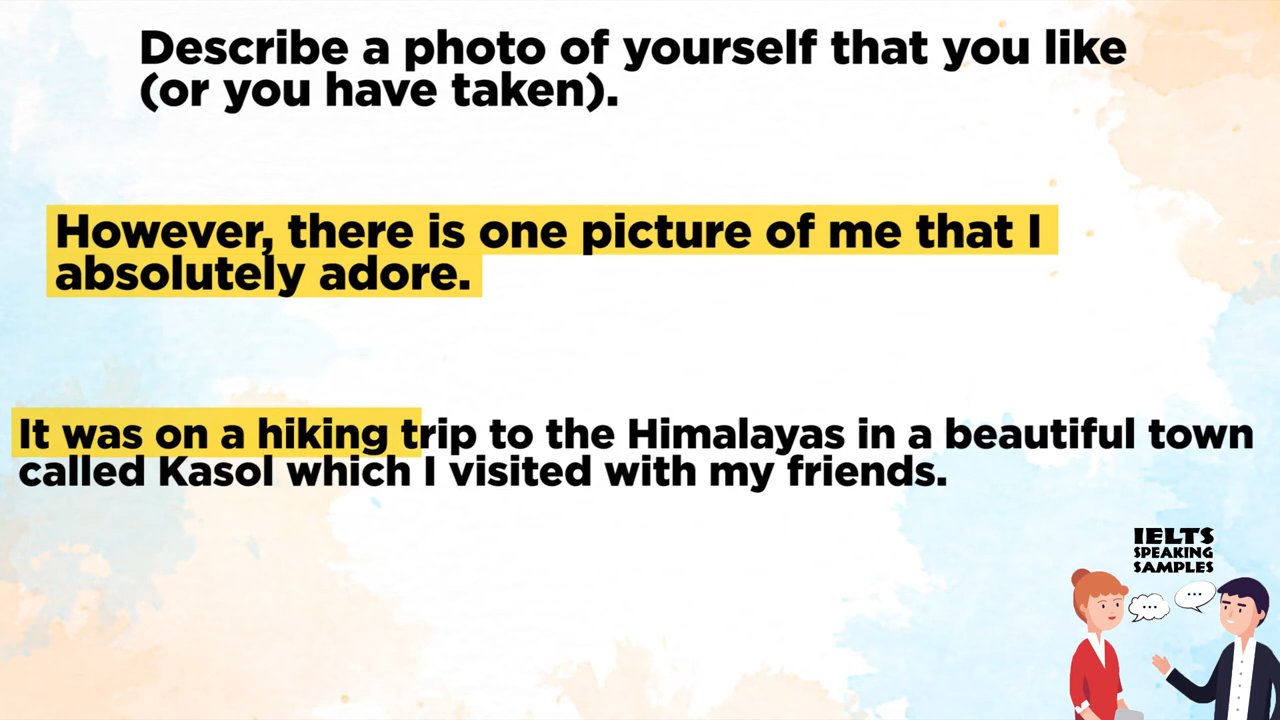 Describe a photo of yourself that you like
(or you have taken).
However, there is one picture of me that I
absolutely adore.
It was on a hiking trip to the Himalayas in a beautiful town
called Kasol which I visited with my friends.
IELTS
SPEAKING
SAMPLES